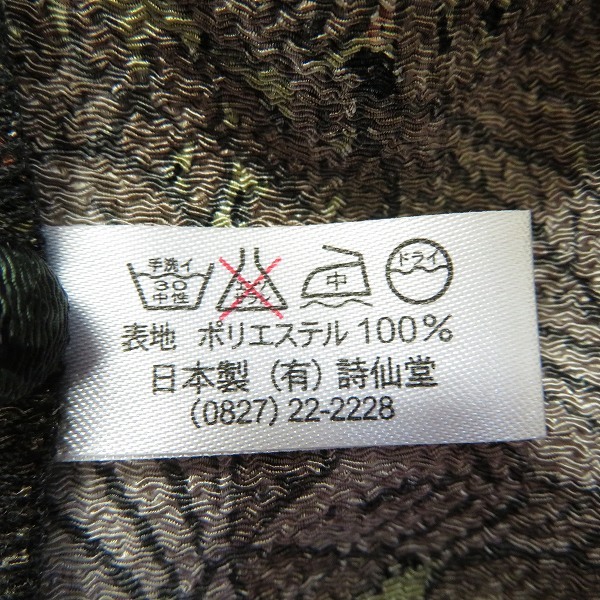 手洗イ 30 中性 中 ドライ
表地 ポリエステル 100%
日本製 (有) 詩仙堂
(0827) 22-2228